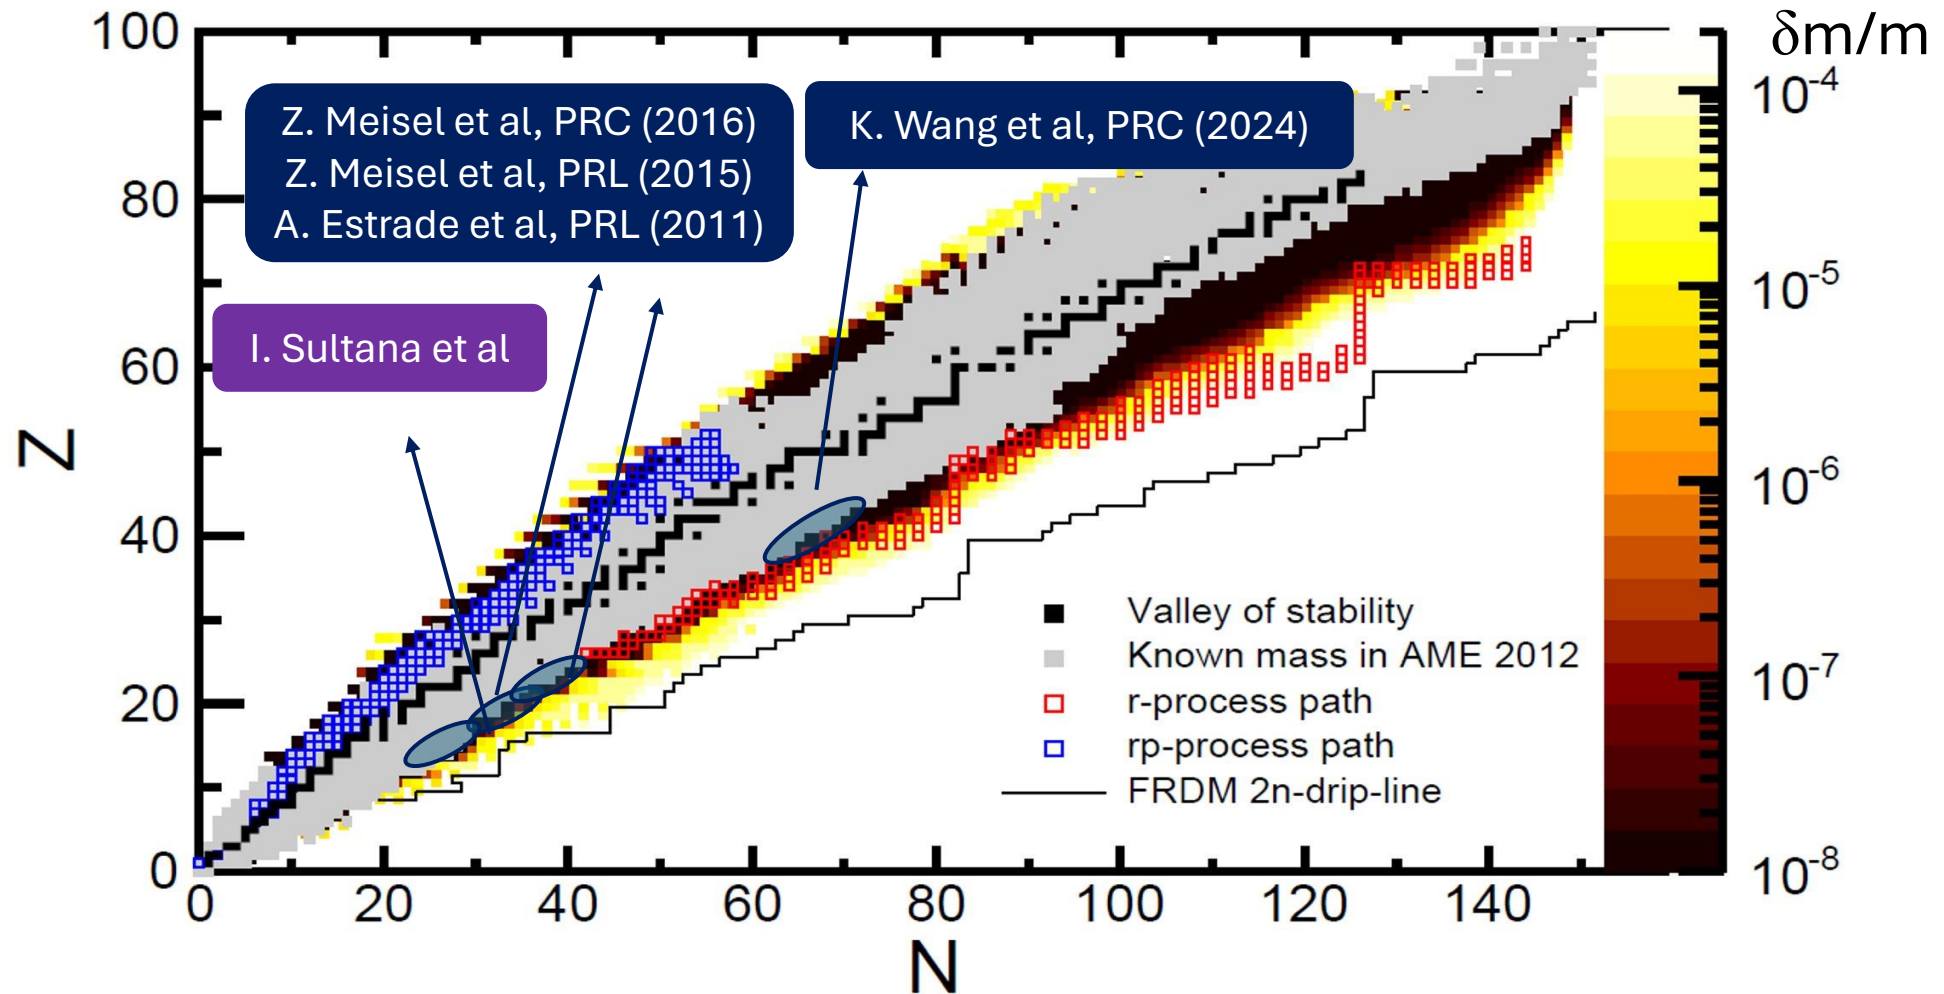 100
80
60
40
20
0
Z
0 20 40 60 80 100 120 140
N
Z. Meisel et al, PRC (2016)
Z. Meisel et al, PRL (2015)
A. Estrade et al, PRL (2011)
K. Wang et al, PRC (2024)
I. Sultana et al
Valley of stability
Known mass in AME 2012
r-process path
rp-process path
FRDM 2n-drip-line
δm/m
10⁻⁴
10⁻⁵
10⁻⁶
10⁻⁷
10⁻⁸